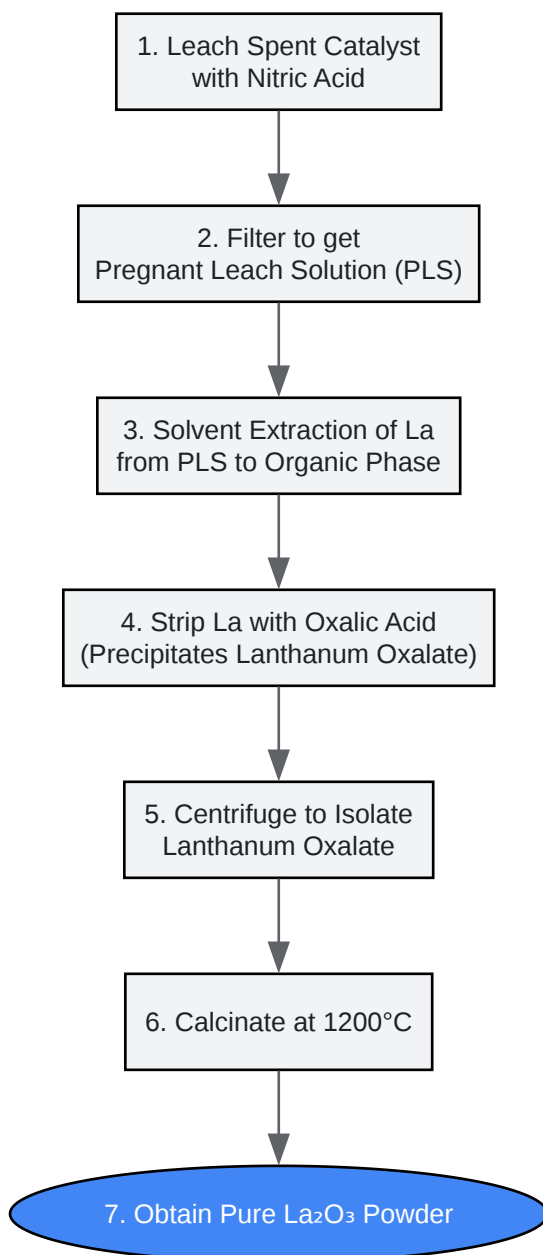 1. Leach Spent Catalyst
with Nitric Acid
2. Filter to get
Pregnant Leach Solution (PLS)
3. Solvent Extraction of La
from PLS to Organic Phase
4. Strip La with Oxalic Acid
(Precipitates Lanthanum Oxalate)
5. Centrifuge to Isolate
Lanthanum Oxalate
6. Calcinate at 1200°C
7. Obtain Pure La₂O₃ Powder